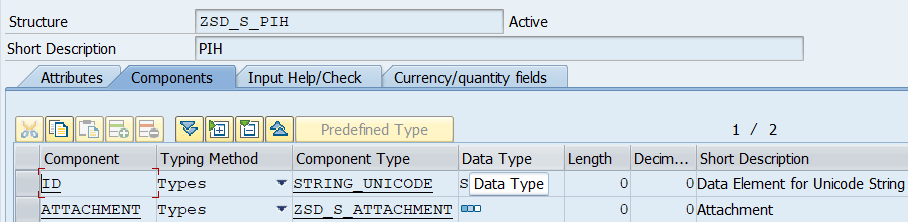 Structure ZSD_S_PIH Active
Short Description PIH
Attributes Components Input Help/Check Currency/quantity fields
Predefined Type 1 / 2
Component Typing Method Component Type Data Type Length Decim... Short Description
ID Types STRING_UNICODE S Data Type 0 0 Data Element for Unicode String
ATTACHMENT Types ZSD_S_ATTACHMENT 0 0 Attachment